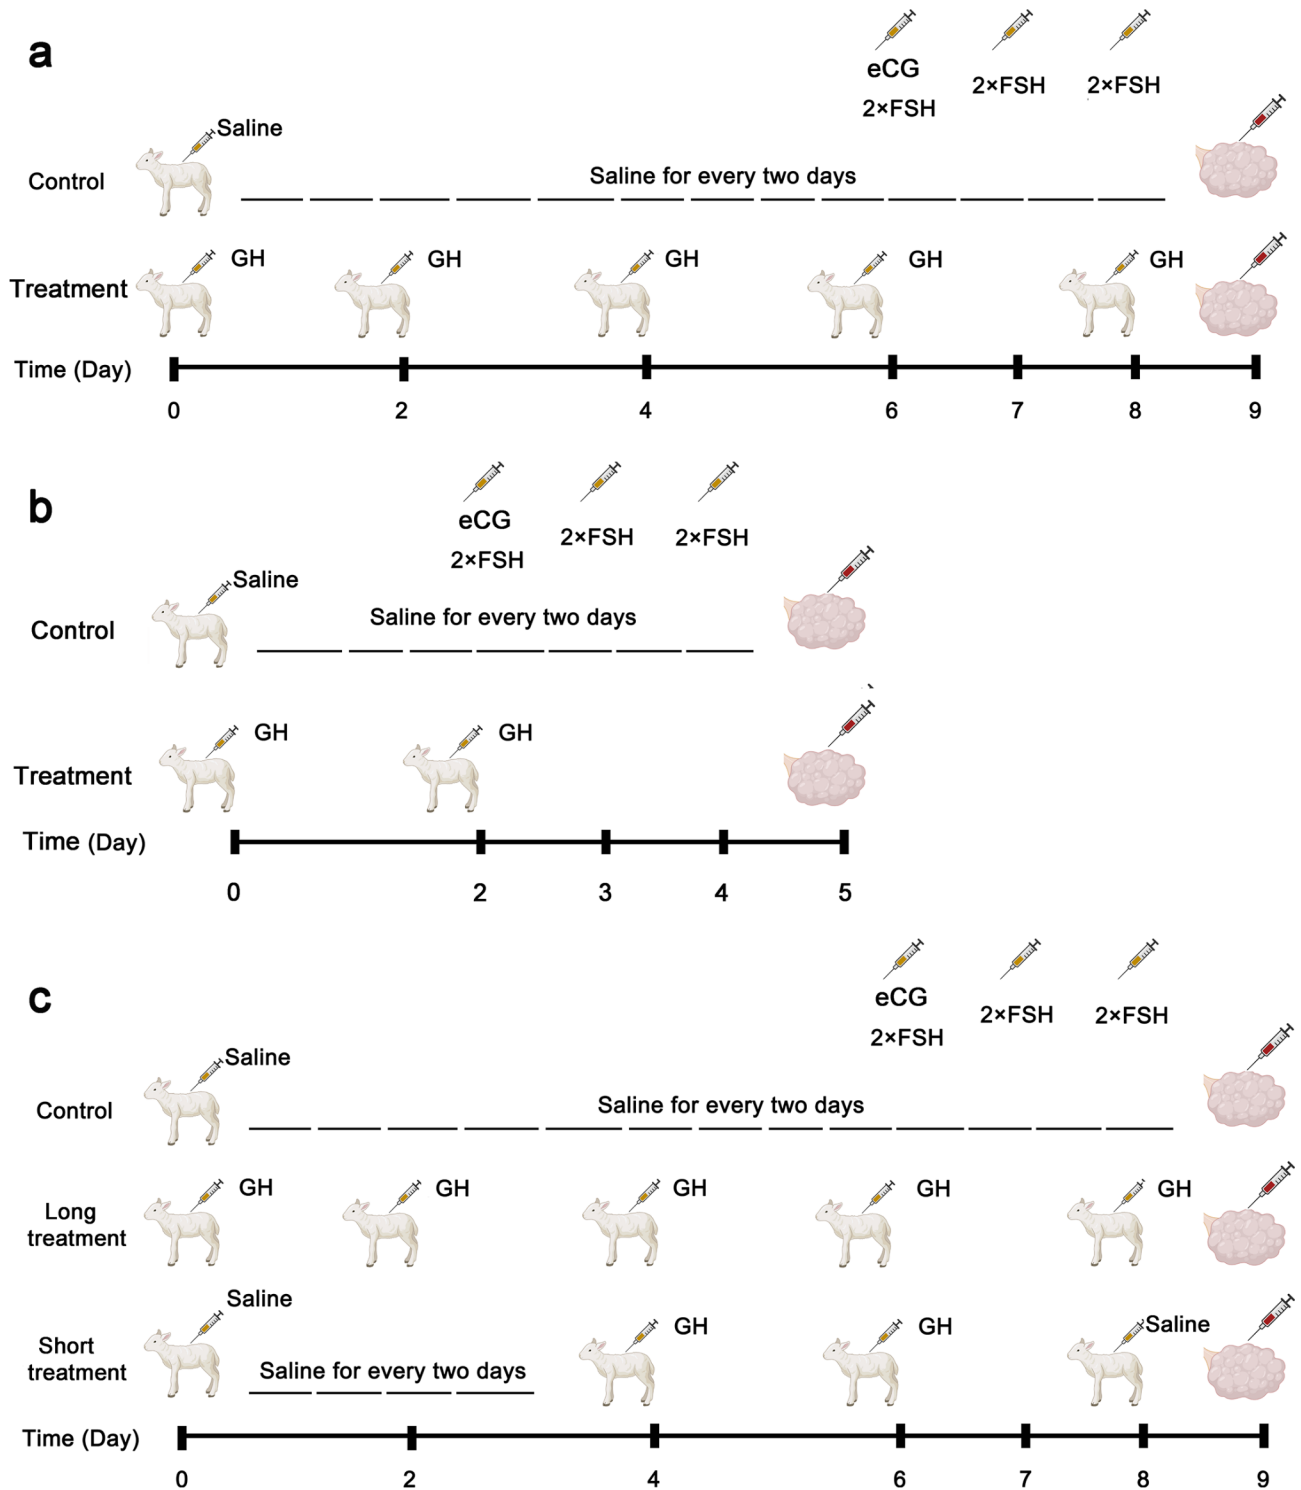 a
eCG
2×FSH
2×FSH
2×FSH
Saline
Control
Saline for every two days
Treatment
GH
GH
GH
GH
GH
Time (Day)
0
2
4
6
7
8
9
b
eCG
2×FSH
2×FSH
2×FSH
Saline
Control
Saline for every two days
Treatment
GH
GH
Time (Day)
0
2
3
4
5
c
eCG
2×FSH
2×FSH
2×FSH
Saline
Control
Saline for every two days
Long
treatment
GH
GH
GH
GH
GH
Short
treatment
Saline
Saline for every two days
GH
GH
Saline
Time (Day)
0
2
4
6
7
8
9